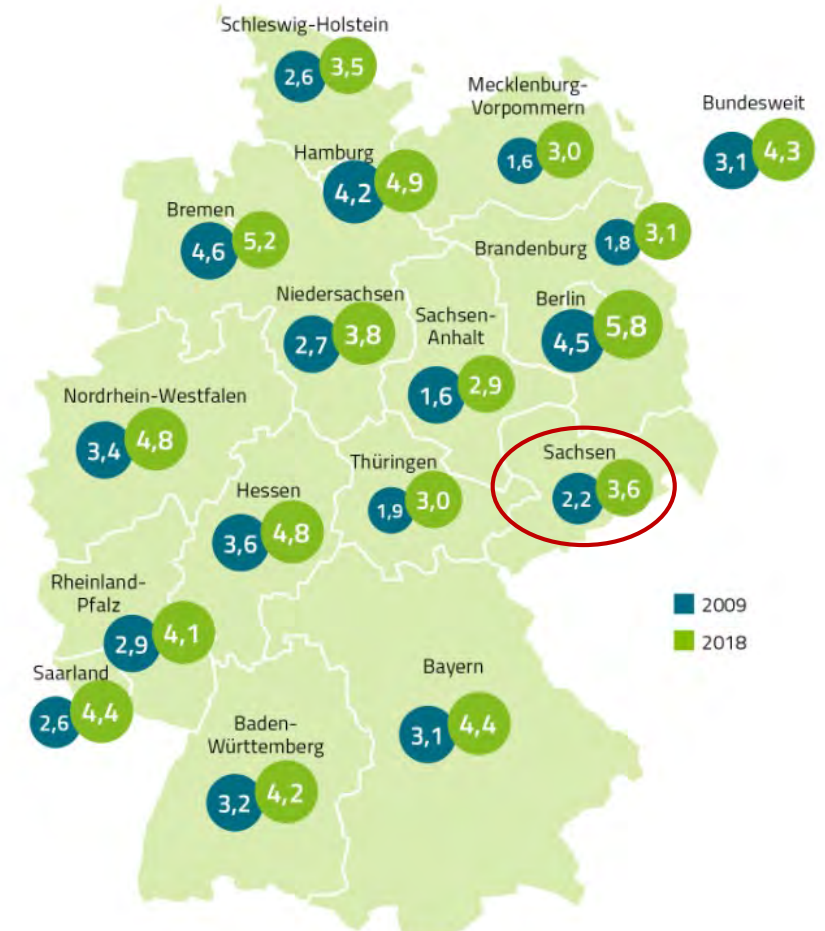 Schleswig-Holstein
2,6 3,5
Mecklenburg-
Vorpommern
1,6 3,0
Bundesweit
3,1 4,3
Hamburg
4,2 4,9
Bremen
4,6 5,2
Brandenburg
1,8 3,1
Niedersachsen
2,7 3,8
Sachsen-
Anhalt
1,6 2,9
Berlin
4,5 5,8
Nordrhein-Westfalen
3,4 4,8
Thüringen
1,9 3,0
Sachsen
2,2 3,6
Hessen
3,6 4,8
Rheinland-
Pfalz
2,9 4,1
2009
2018
Saarland
2,6 4,4
Bayern
3,1 4,4
Baden-
Württemberg
3,2 4,2